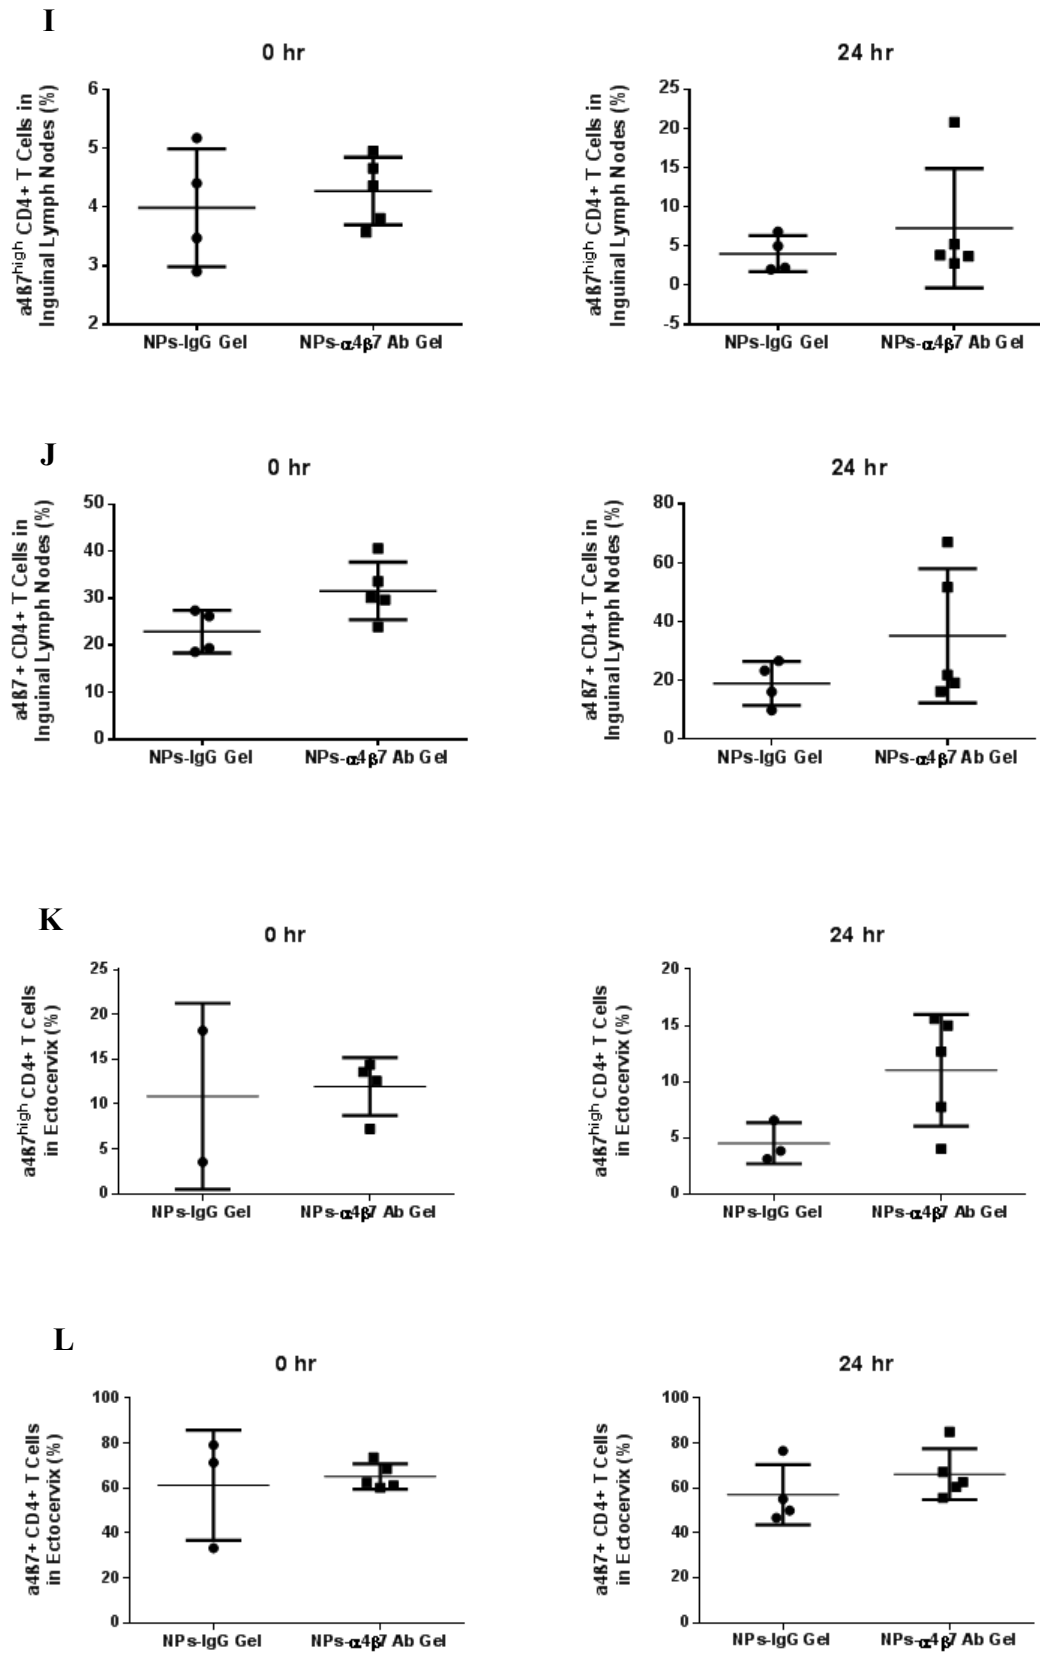 I
0 hr
24 hr
a4ß7high CD4+ T Cells in
Inguinal Lymph Nodes (%)
6
5
4
3
2
NPs-IgG Gel
NPs-α4β7 Ab Gel
a4ß7high CD4+ T Cells in
Inguinal Lymph Nodes (%)
25
20
15
10
5
0
-5
NPs-IgG Gel
NPs-α4β7 Ab Gel
J
0 hr
24 hr
a4ß7 + CD4+ T Cells in
Inguinal Lymph Nodes (%)
50
40
30
20
10
0
NPs-IgG Gel
NPs-α4β7 Ab Gel
a4ß7 + CD4+ T Cells in
Inguinal Lymph Nodes (%)
80
60
40
20
0
NPs-IgG Gel
NPs-α4β7 Ab Gel
K
0 hr
24 hr
a4ß7high CD4+ T Cells
in Ectocervix (%)
25
20
15
10
5
0
NPs-IgG Gel
NPs-α4β7 Ab Gel
a4ß7high CD4+ T Cells
in Ectocervix (%)
20
15
10
5
0
NPs-IgG Gel
NPs-α4β7 Ab Gel
L
0 hr
24 hr
a4ß7+ CD4+ T Cells
in Ectocervix (%)
100
80
60
40
20
0
NPs-IgG Gel
NPs-α4β7 Ab Gel
a4ß7+ CD4+ T Cells
in Ectocervix (%)
100
80
60
40
20
0
NPs-IgG Gel
NPs-α4β7 Ab Gel